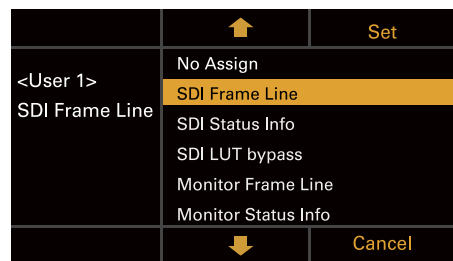 Set
<User 1>
SDI Frame Line
No Assign
SDI Frame Line
SDI Status Info
SDI LUT bypass
Monitor Frame Line
Monitor Status Info
Cancel